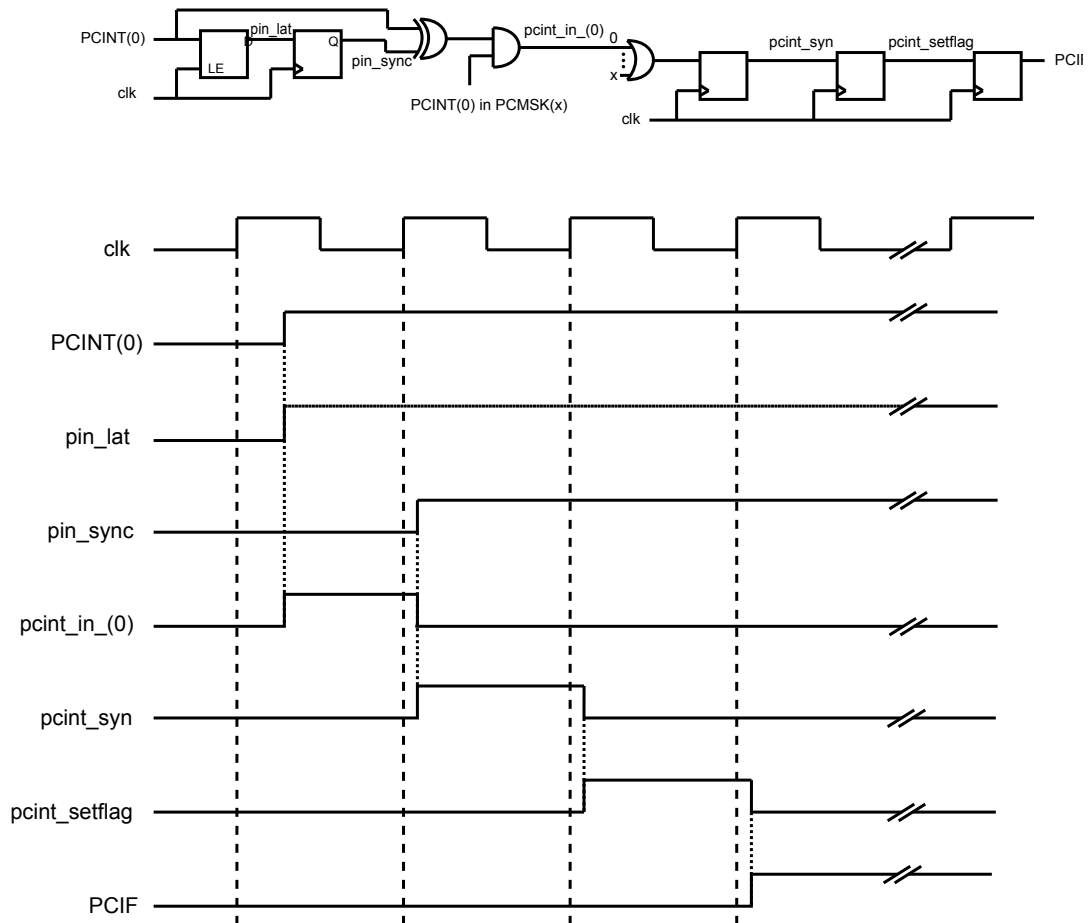 PCINT(0)
pin_lat
D
LE
Q
pin_sync
clk
PCINT(0) in PCMSK(x)
pcint_in_(0)
0
x
clk
pcint_syn
pcint_setflag
PCIF
clk
PCINT(0)
pin_lat
pin_sync
pcint_in_(0)
pcint_syn
pcint_setflag
PCIF